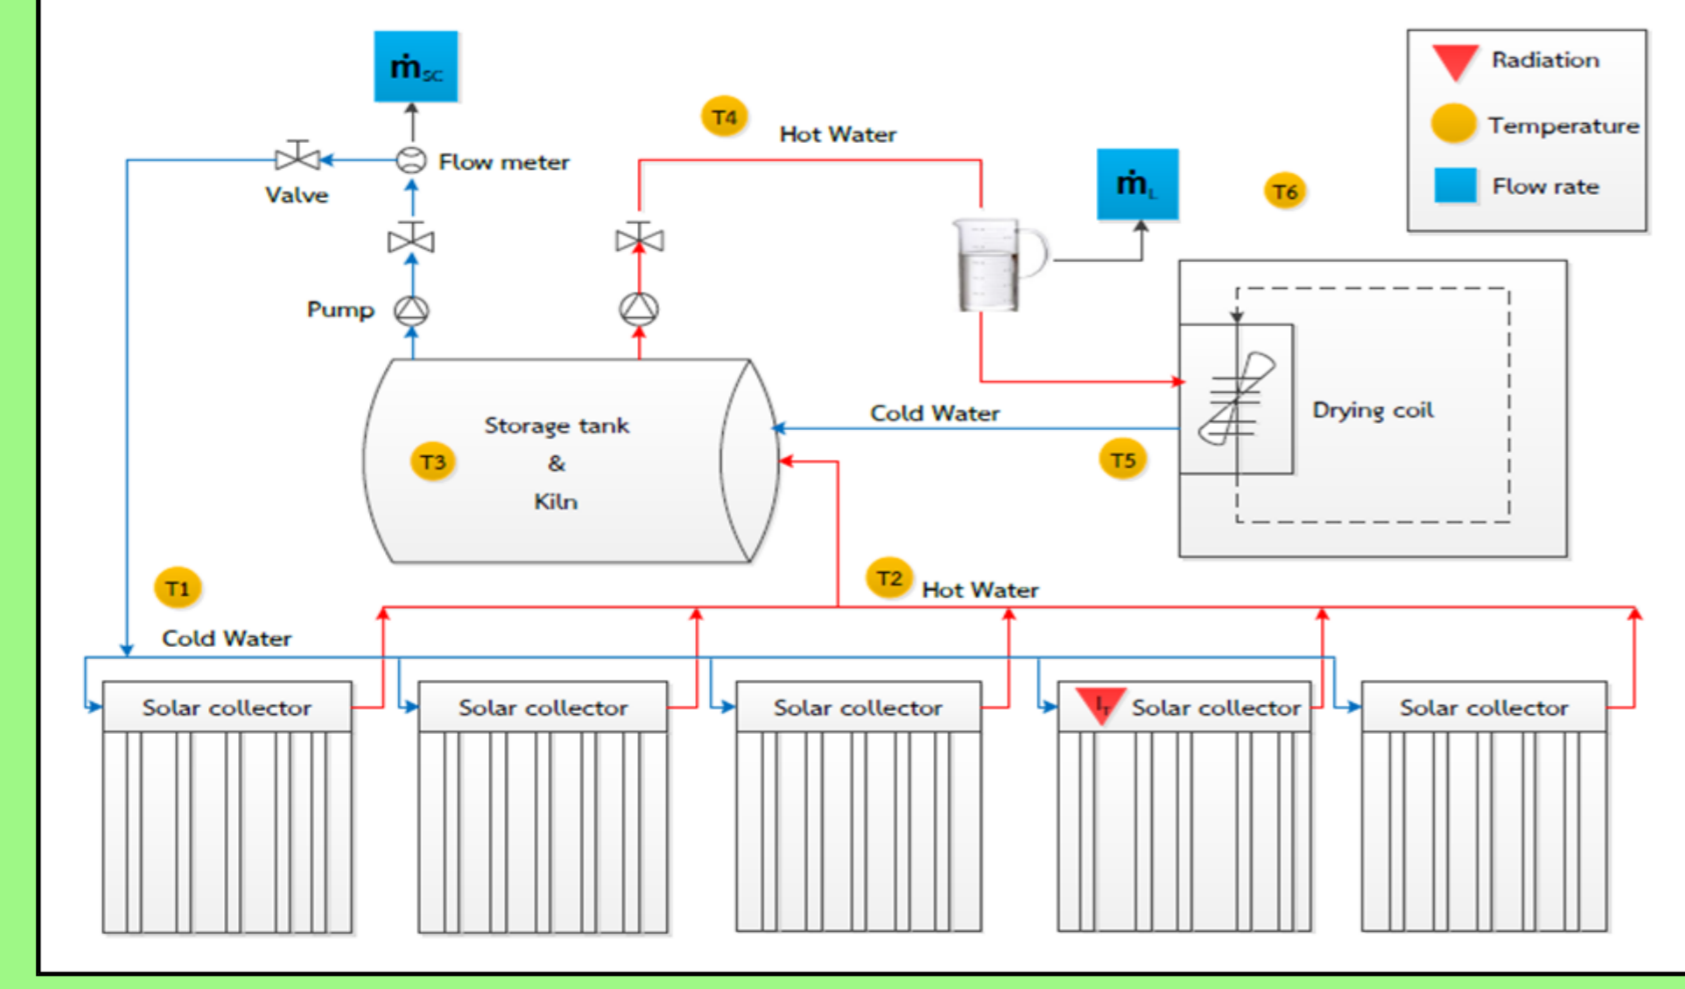 ṁSC
T4
Hot Water
Radiation
Temperature
Flow rate
Flow meter
Valve
ṁL
T6
Pump
Storage tank
&
Kiln
T3
Cold Water
Drying coil
T5
T1
T2
Hot Water
Cold Water
Solar collector
Solar collector
Solar collector
IT
Solar collector
Solar collector